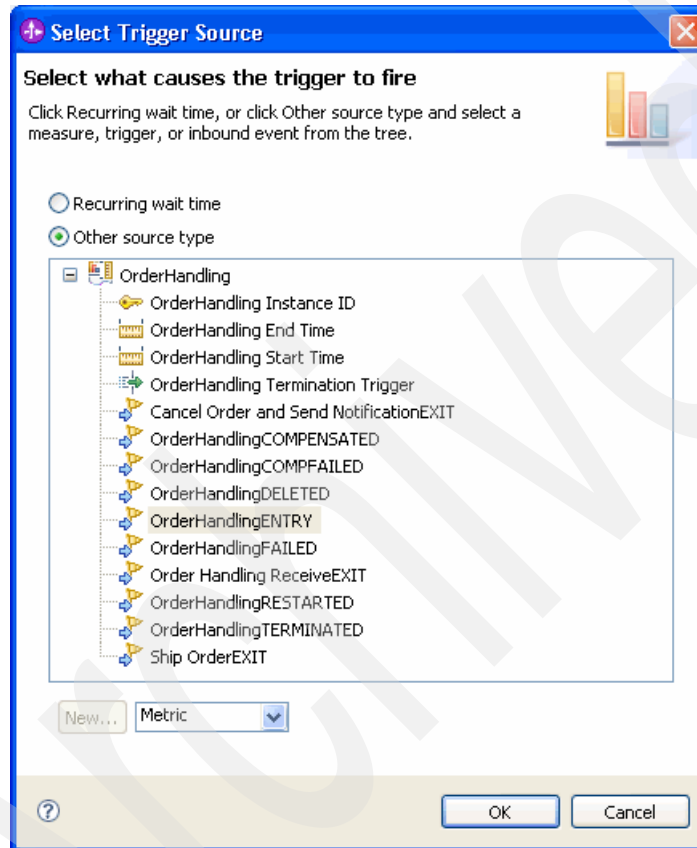 Select Trigger Source
Select what causes the trigger to fire
Click Recurring wait time, or click Other source type and select a
measure, trigger, or inbound event from the tree.
Recurring wait time
Other source type
OrderHandling
OrderHandling Instance ID
OrderHandling End Time
OrderHandling Start Time
OrderHandling Termination Trigger
Cancel Order and Send NotificationEXIT
OrderHandlingCOMPENSATED
OrderHandlingCOMPFAILED
OrderHandlingDELETED
OrderHandlingENTRY
OrderHandlingFAILED
Order Handling ReceiveEXIT
OrderHandlingRESTARTED
OrderHandlingTERMINATED
Ship OrderEXIT
New... Metric
? OK Cancel